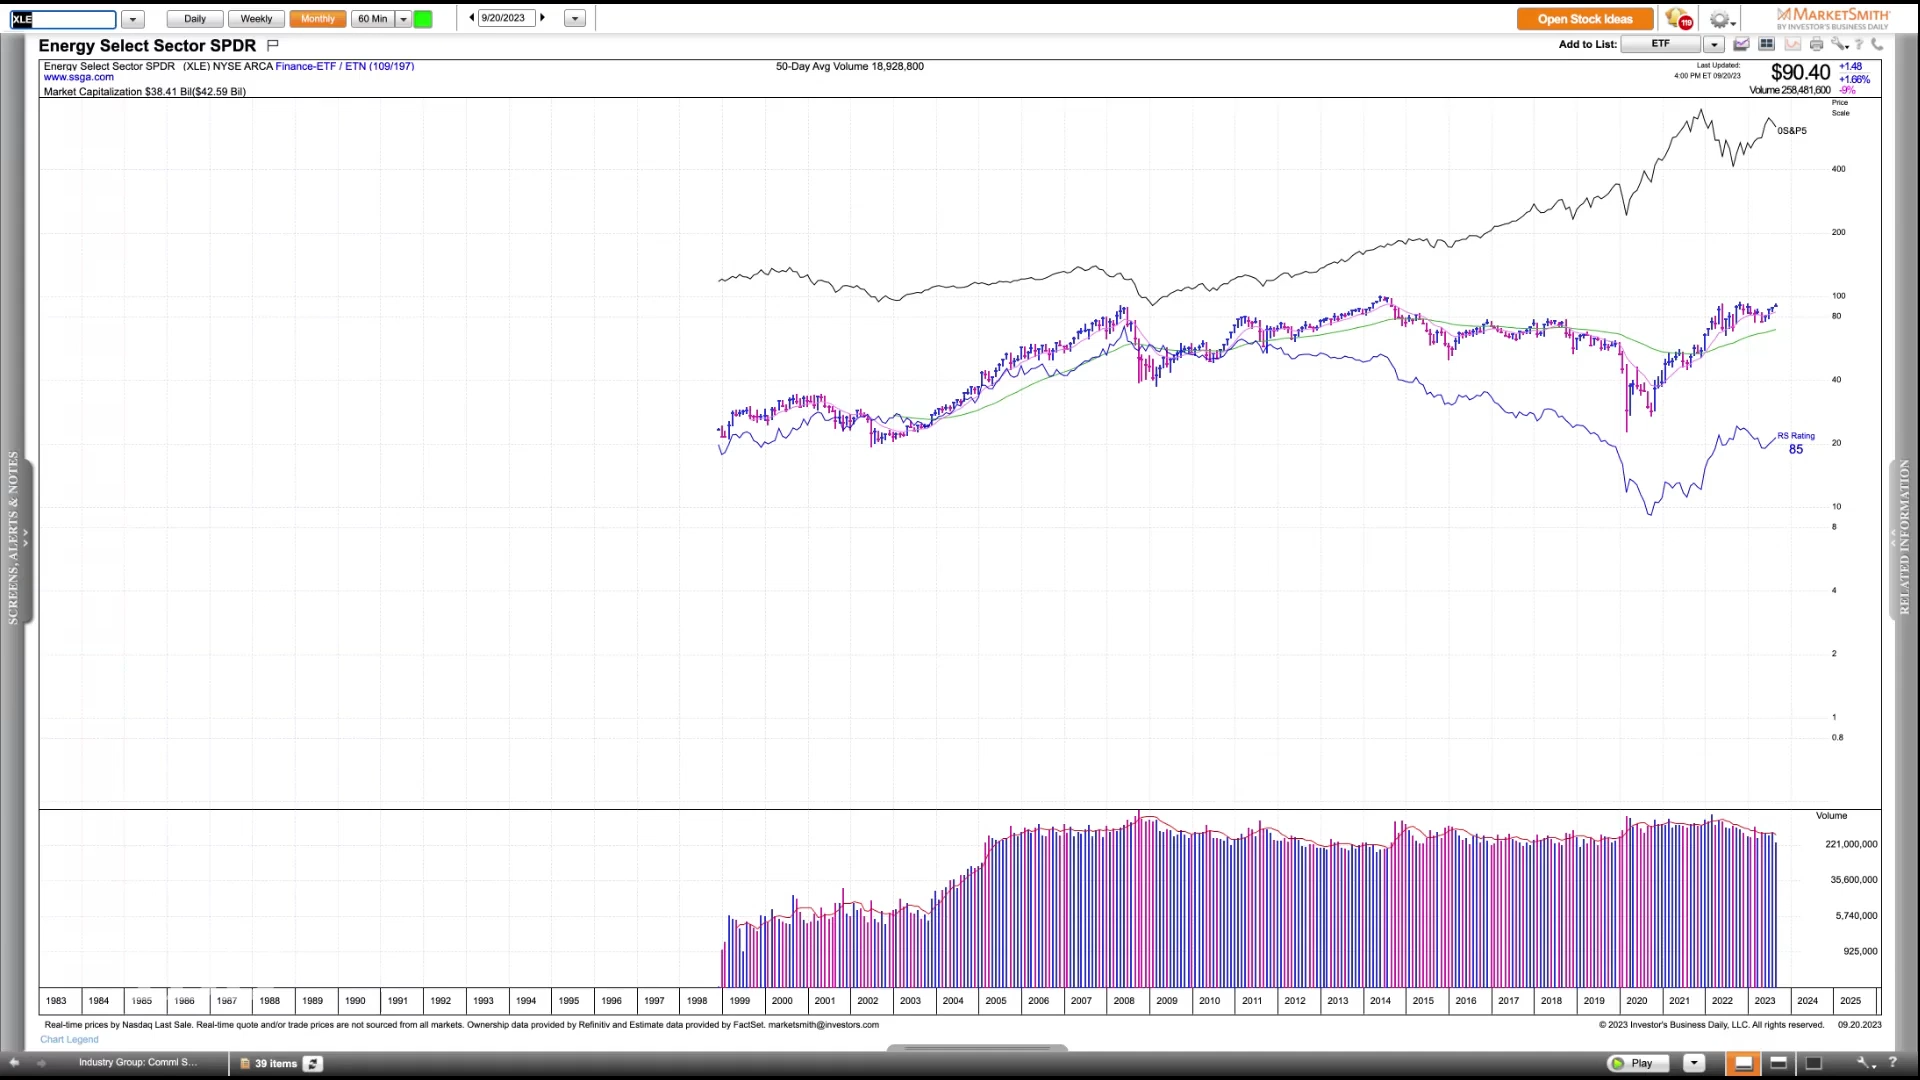 XLE Daily Weekly Monthly 60 Min 9/20/2023 Open Stock Ideas 119 MARKETSMITH
BY INVESTOR'S BUSINESS DAILY
Energy Select Sector SPDR Add to List: ETF
Energy Select Sector SPDR (XLE) NYSE ARCA Finance-ETF / ETN (109/197) 50-Day Avg Volume 18,928,800
www.ssga.com
Market Capitalization $38.41 Bil($42.59 Bil)
Last Updated:
4:00 PM ET 09/20/23
$90.40 +1.48
+1.66%
Volume 258,481,600 -9%
Price
Scale
0S&P5
400
200
100
80
40
RS Rating
85
20
10
8
4
2
1
0.8
Volume
221,000,000
35,600,000
5,740,000
925,000
1983 1984 1985 1986 1987 1988 1989 1990 1991 1992 1993 1994 1995 1996 1997 1998 1999 2000 2001 2002 2003 2004 2005 2006 2007 2008 2009 2010 2011 2012 2013 2014 2015 2016 2017 2018 2019 2020 2021 2022 2023 2024 2025
Real-time prices by Nasdaq Last Sale. Real-time quote and/or trade prices are not sourced from all markets. Ownership data provided by Refinitiv and Estimate data provided by FactSet. marketsmith@investors.com
© 2023 Investor's Business Daily, LLC. All rights reserved. 09.20.2023
Chart Legend
Industry Group: Comml S... 39 items Play
SCREENS, ALERTS & NOTES
RELATED INFORMATION